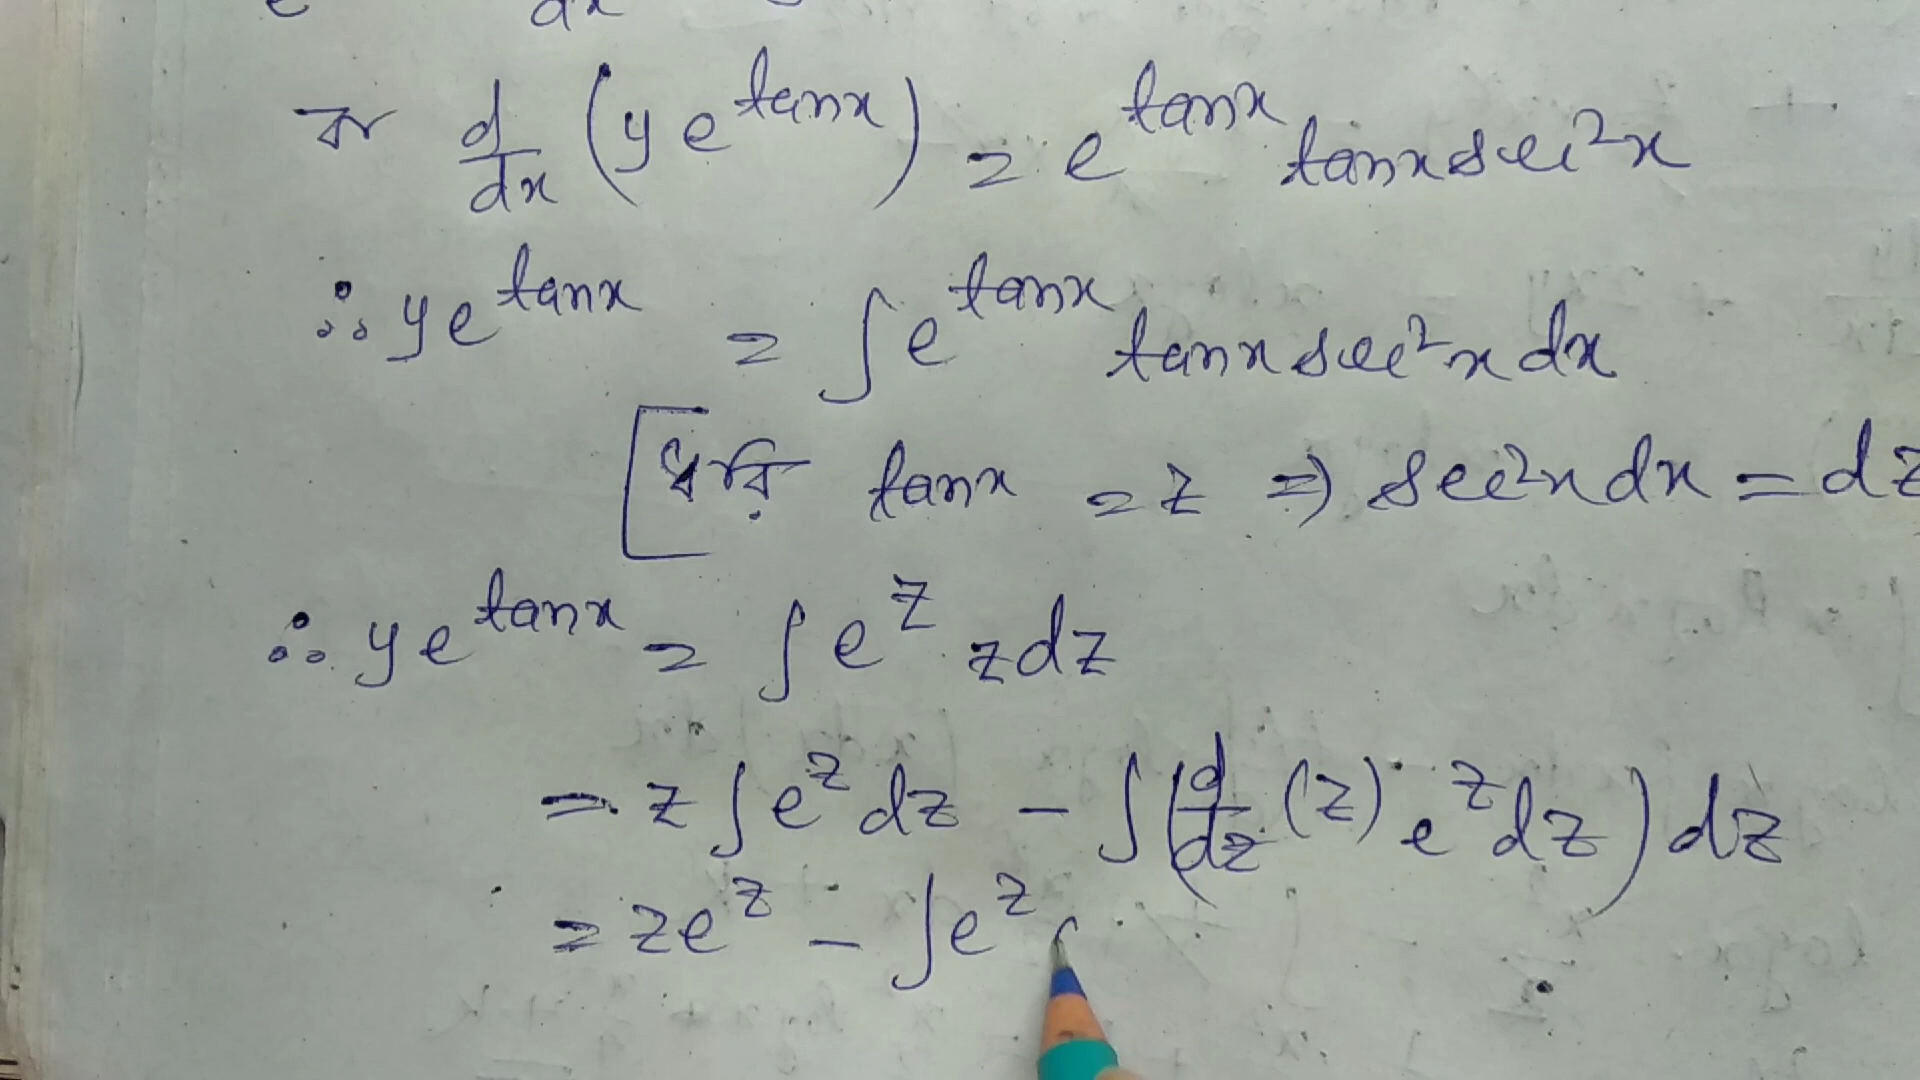 e dx
বা d/dx (y e^tanx) = e^tanx tanx sec²x
∴ y e^tanx = ∫ e^tanx tanx sec²x dx
[ধরি tanx = z ⇒ sec²x dx = dz
∴ y e^tanx = ∫ e^z z dz
= z ∫ e^z dz - ∫ (d/dz (z) · e^z dz) dz
= z e^z - ∫ e^z